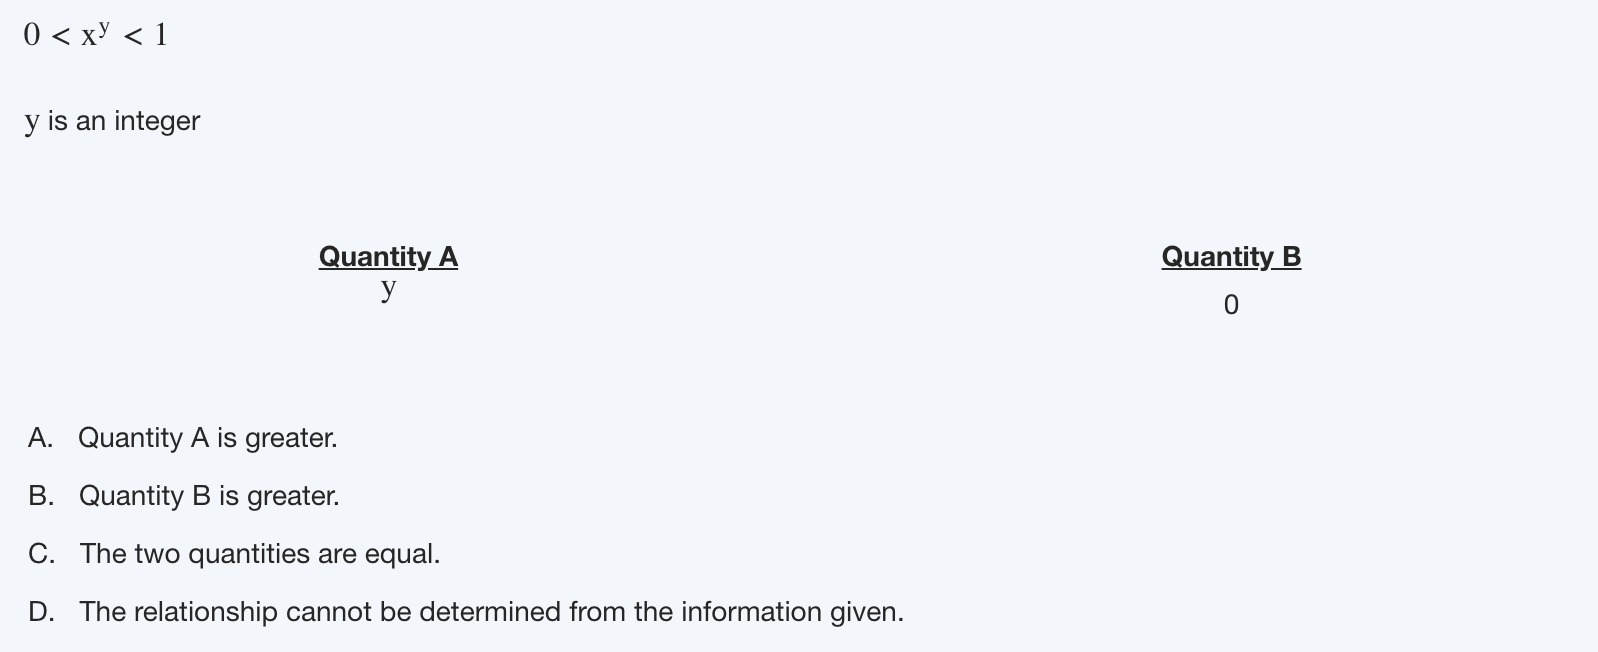 0 < xʸ < 1
y is an integer
Quantity A Quantity B
y 0
A. Quantity A is greater.
B. Quantity B is greater.
C. The two quantities are equal.
D. The relationship cannot be determined from the information given.